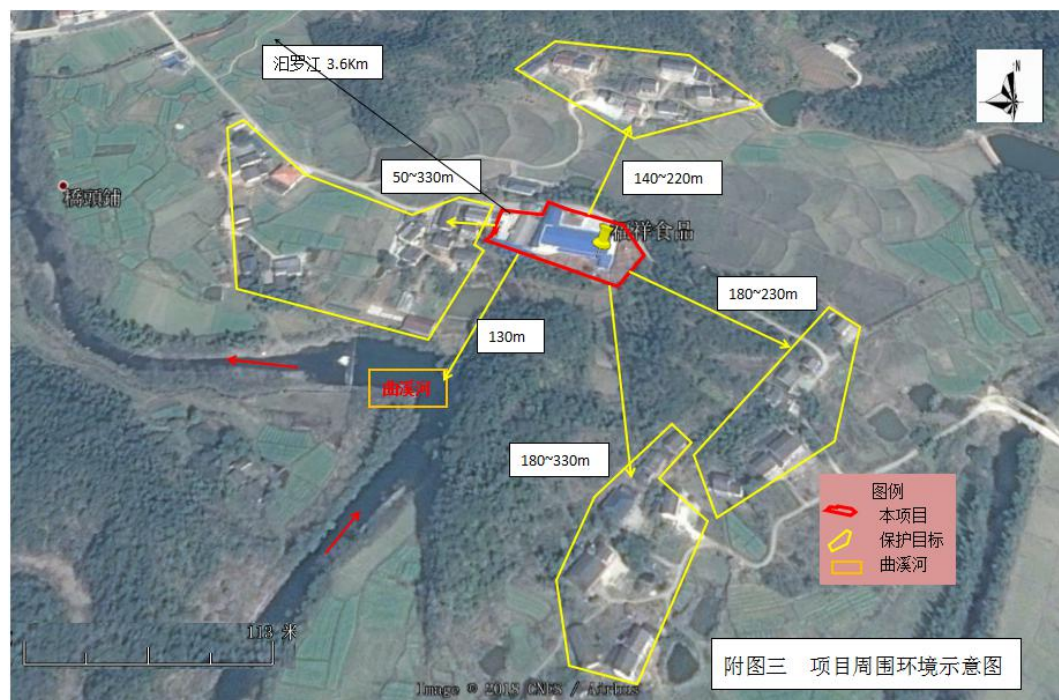 汨罗江 3.6Km
N
50~330m
140~220m
橋頭鋪
祥食品
180~230m
130m
曲溪河
180~330m
图例
本项目
保护目标
曲溪河
113 米
附图三 项目周围环境示意图
Image © 2018 CNES / Airbus